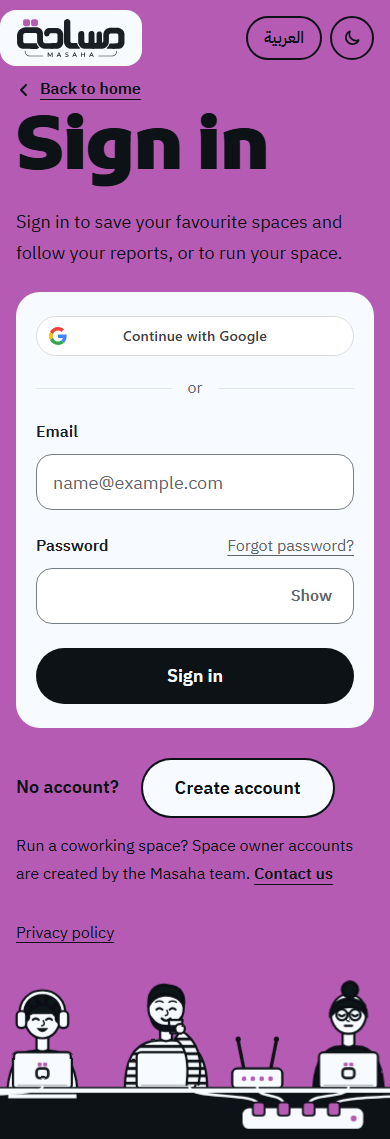 مساحة
MASAHA
العربية
Back to home
Sign in
Sign in to save your favourite spaces and
follow your reports, or to run your space.
Continue with Google
or
Email
name@example.com
Password
Forgot password?
Show
Sign in
No account?
Create account
Run a coworking space? Space owner accounts
are created by the Masaha team. Contact us
Privacy policy